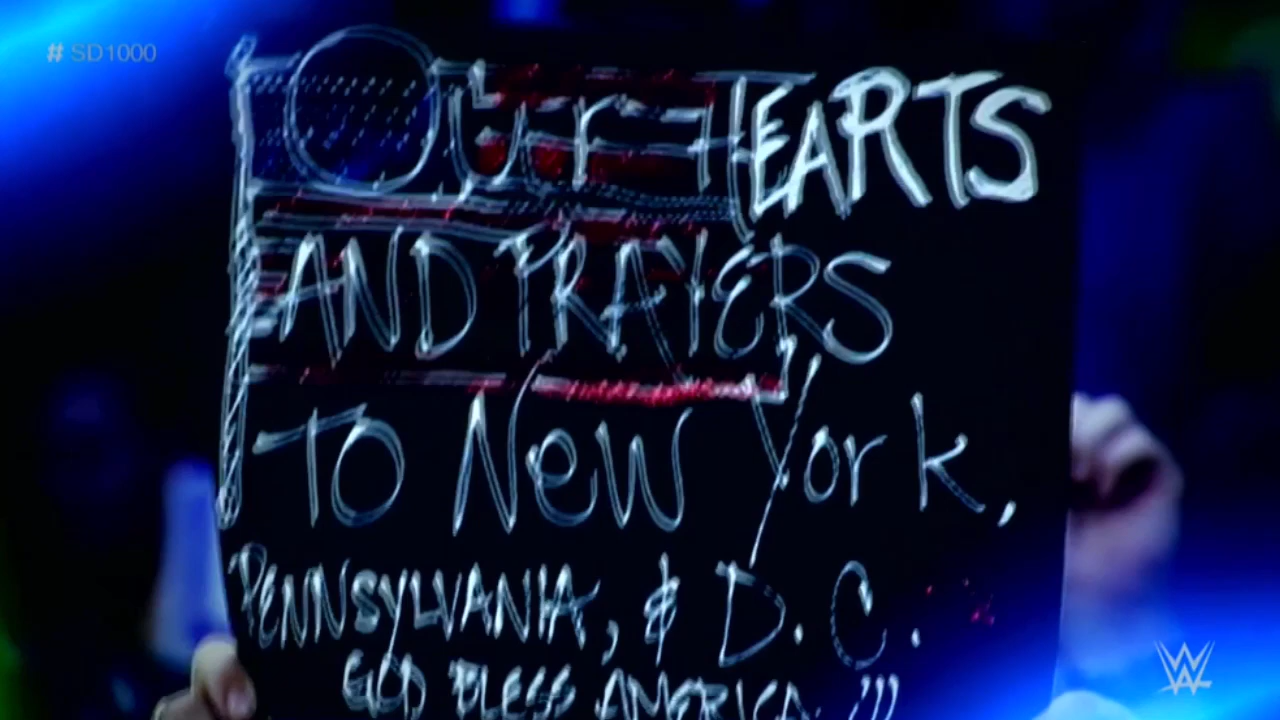 # SD1000
Our HEARTS
AND PRAYERS
TO New York,
PENNSYLVANIA, & D.C.
GOD BLESS AMERICA !!!
W